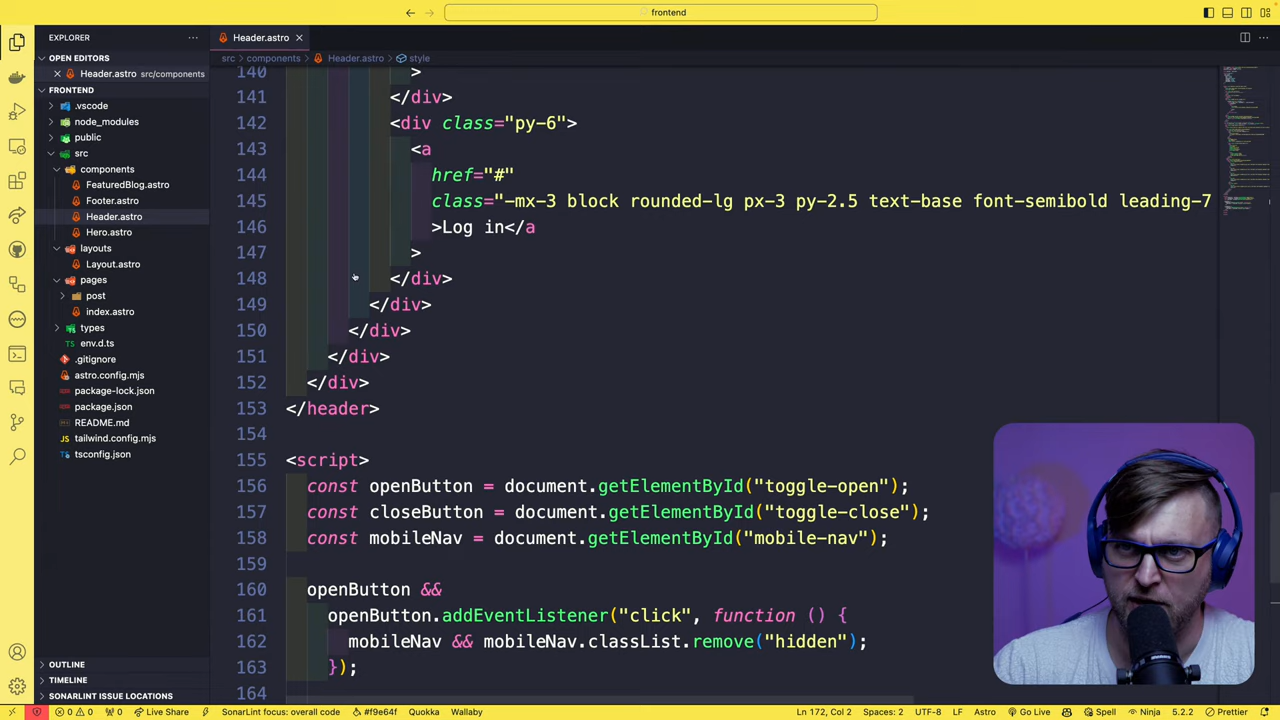 frontend
EXPLORER
OPEN EDITORS
Header.astro src/components
FRONTEND
.vscode
node_modules
public
src
components
FeaturedBlog.astro
Footer.astro
Header.astro
Hero.astro
layouts
Layout.astro
pages
post
index.astro
types
env.d.ts
.gitignore
astro.config.mjs
package-lock.json
package.json
README.md
tailwind.config.mjs
tsconfig.json
OUTLINE
TIMELINE
SONARLINT ISSUE LOCATIONS
Header.astro
src components Header.astro style
140 >
141 </div>
142 <div class="py-6">
143 <a
144 href="#"
145 class="-mx-3 block rounded-lg px-3 py-2.5 text-base font-semibold leading-7
146 >Log in</a
147 >
148 </div>
149 </div>
150 </div>
151 </div>
152 </div>
153 </header>
154
155 <script>
156 const openButton = document.getElementById("toggle-open");
157 const closeButton = document.getElementById("toggle-close");
158 const mobileNav = document.getElementById("mobile-nav");
159
160 openButton &&
161 openButton.addEventListener("click", function () {
162 mobileNav && mobileNav.classList.remove("hidden");
163 });
164
0 0 0 Live Share SonarLint focus: overall code #f9e64f Quokka Wallaby Ln 172, Col 2 Spaces: 2 UTF-8 LF Astro Go Live Spell Ninja 5.2.2 Prettier